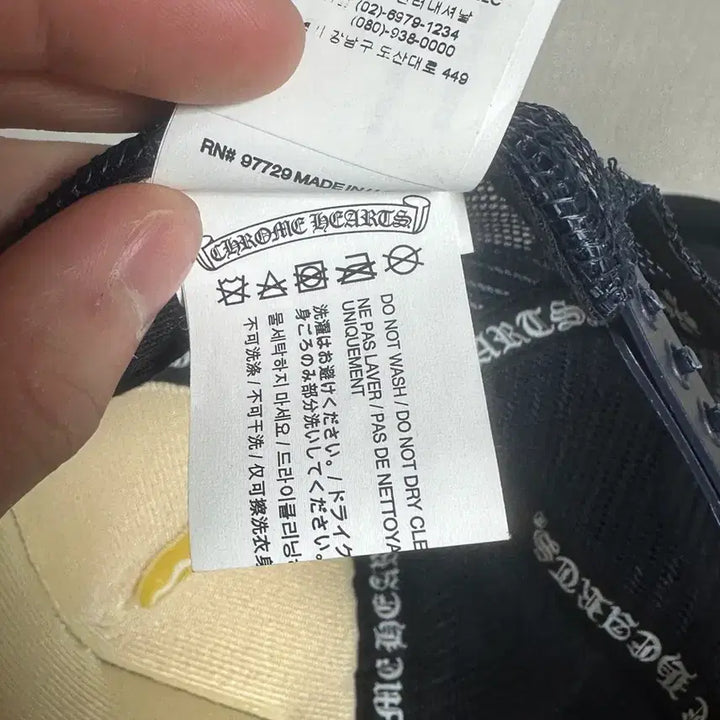 (02)-6979-1234
(080)-938-0000
강남구 도산대로 449
RN# 97729 MADE IN
CHROME HEARTS
DO NOT WASH / DO NOT DRY CLE
NE PAS LAVER / PAS DE NETTOYA
UNIQUEMENT
洗濯はお避けください。/ ドライク
身ごろのみ部分洗いしてください。
물세탁하지 마세요 / 드라이클리닝
不可洗涤 / 不可干洗 / 仅可擦洗衣身
EARTS
HEARTS